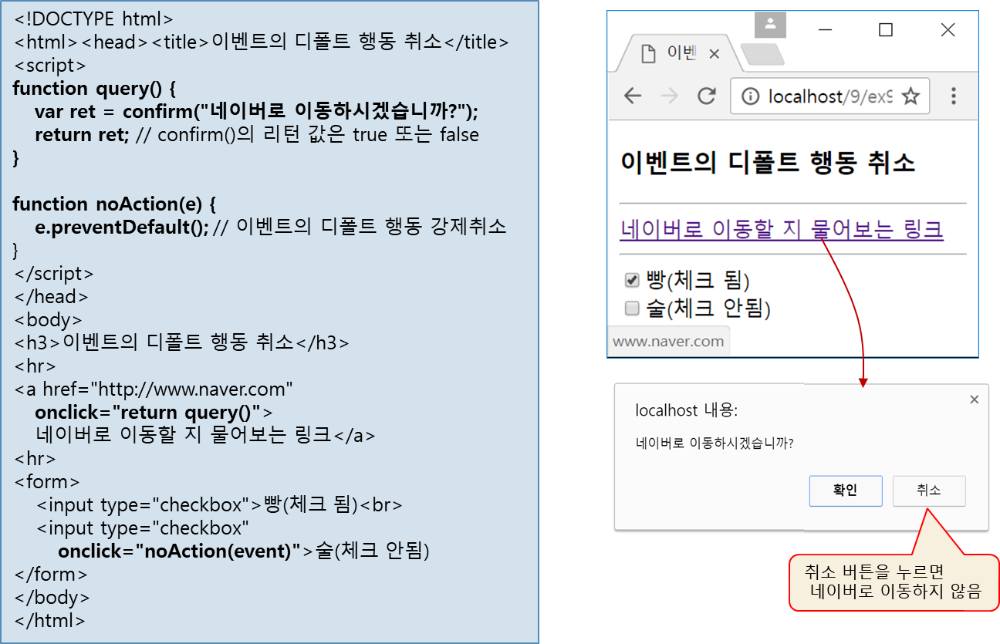 <!DOCTYPE html>
<html><head><title>이벤트의 디폴트 행동 취소</title>
<script>
function query() {
var ret = confirm("네이버로 이동하시겠습니까?");
return ret; // confirm()의 리턴 값은 true 또는 false
}
function noAction(e) {
e.preventDefault(); // 이벤트의 디폴트 행동 강제취소
}
</script>
</head>
<body>
<h3>이벤트의 디폴트 행동 취소</h3>
<hr>
<a href="http://www.naver.com"
onclick="return query()">
네이버로 이동할 지 물어보는 링크</a>
<hr>
<form>
<input type="checkbox">빵(체크 됨)<br>
<input type="checkbox"
onclick="noAction(event)">술(체크 안됨)
</form>
</body>
</html>
이벤
localhost/9/ex9
이벤트의 디폴트 행동 취소
네이버로 이동할 지 물어보는 링크
빵(체크 됨)
술(체크 안됨)
www.naver.com
localhost 내용:
네이버로 이동하시겠습니까?
확인 취소
취소 버튼을 누르면
네이버로 이동하지 않음